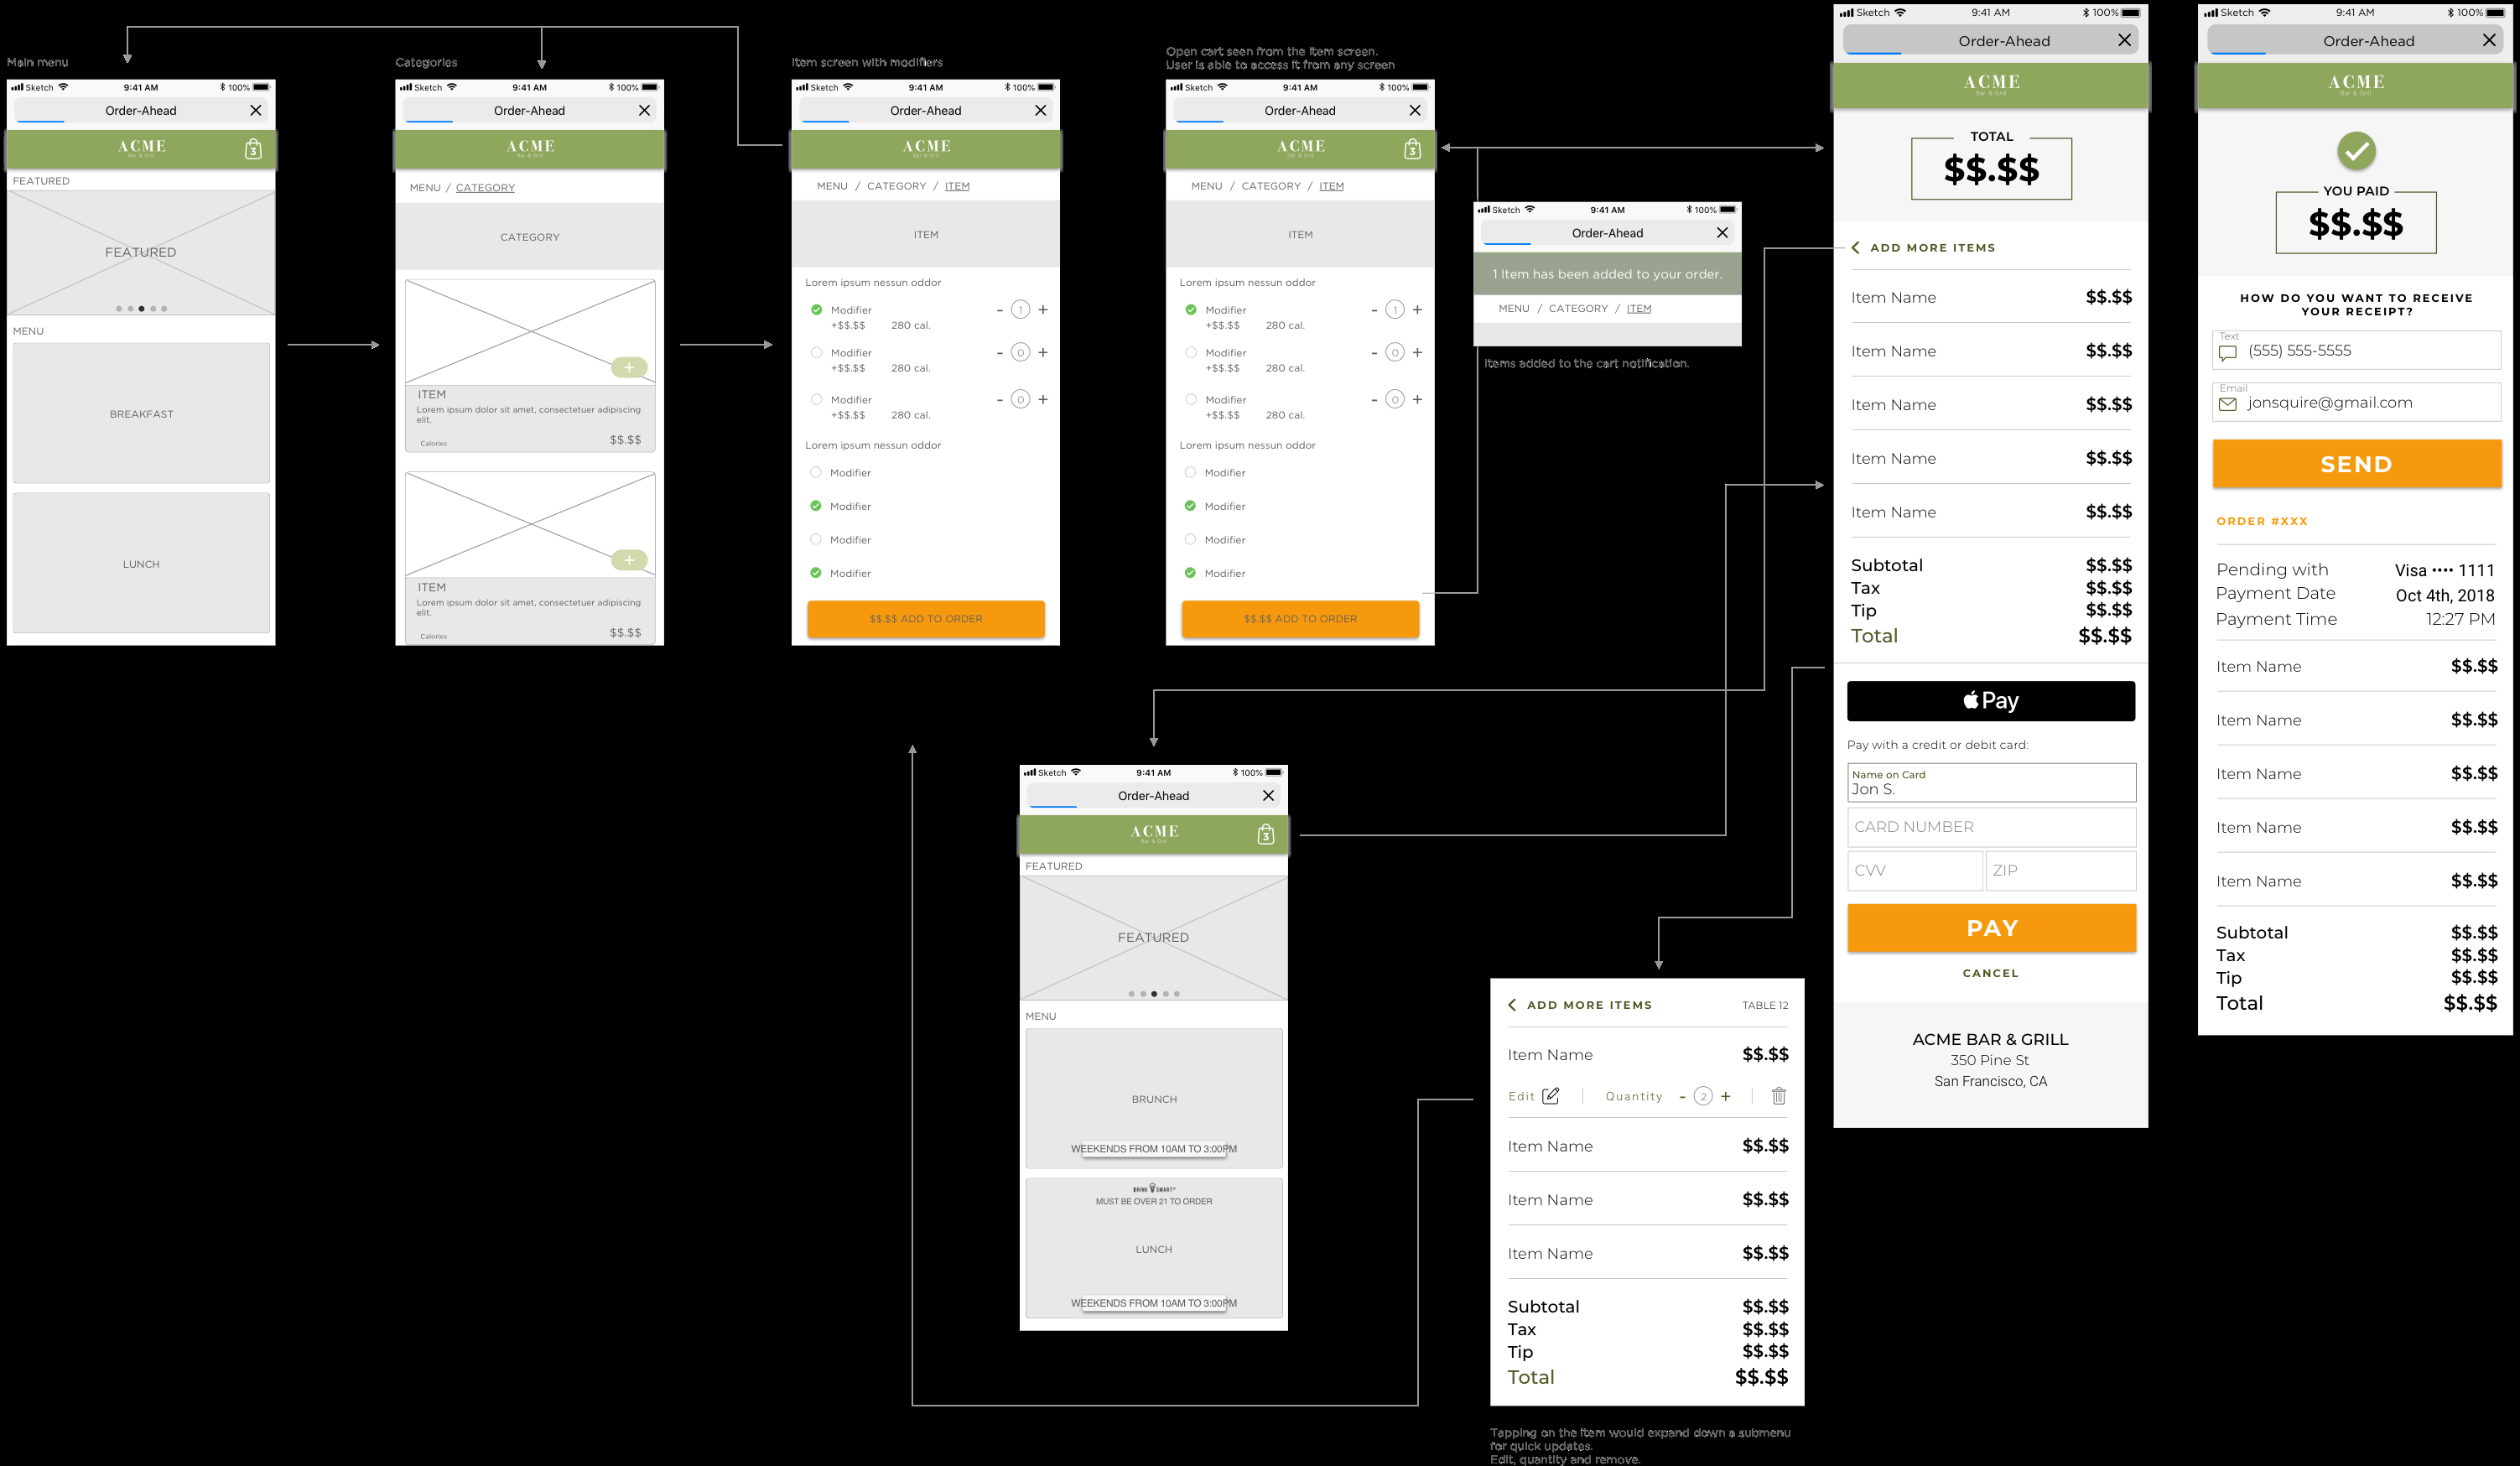 Main menu
Sketch 9:41 AM 100%
Order-Ahead
ACME
Bar & Grill
3
FEATURED
FEATURED
MENU
BREAKFAST
LUNCH
Categories
Sketch 9:41 AM 100%
Order-Ahead
ACME
Bar & Grill
MENU / CATEGORY
CATEGORY
+
ITEM
Lorem ipsum dolor sit amet, consectetuer adipiscing
elit.
Calories $$.$$
+
ITEM
Lorem ipsum dolor sit amet, consectetuer adipiscing
elit.
Calories $$.$$
Item screen with modifiers
Sketch 9:41 AM 100%
Order-Ahead
ACME
Bar & Grill
MENU / CATEGORY / ITEM
ITEM
Lorem ipsum nessun oddor
Modifier - 1 +
+$$.$$ 280 cal.
Modifier - 0 +
+$$.$$ 280 cal.
Modifier - 0 +
+$$.$$ 280 cal.
Lorem ipsum nessun oddor
Modifier
Modifier
Modifier
Modifier
$$.$$ ADD TO ORDER
Open cart seen from the item screen.
User is able to access it from any screen
Sketch 9:41 AM 100%
Order-Ahead
ACME
Bar & Grill
3
MENU / CATEGORY / ITEM
ITEM
Lorem ipsum nessun oddor
Modifier - 1 +
+$$.$$ 280 cal.
Modifier - 0 +
+$$.$$ 280 cal.
Modifier - 0 +
+$$.$$ 280 cal.
Lorem ipsum nessun oddor
Modifier
Modifier
Modifier
Modifier
$$.$$ ADD TO ORDER
Sketch 9:41 AM 100%
Order-Ahead
1 Item has been added to your order.
MENU / CATEGORY / ITEM
Items added to the cart notification.
Sketch 9:41 AM 100%
Order-Ahead
ACME
Bar & Grill
TOTAL
$$.$$
ADD MORE ITEMS
Item Name $$.$$
Item Name $$.$$
Item Name $$.$$
Item Name $$.$$
Item Name $$.$$
Subtotal $$.$$
Tax $$.$$
Tip $$.$$
Total $$.$$
Pay
Pay with a credit or debit card:
Name on Card
Jon S.
CARD NUMBER
CVV ZIP
PAY
CANCEL
ACME BAR & GRILL
350 Pine St
San Francisco, CA
Sketch 9:41 AM 100%
Order-Ahead
ACME
Bar & Grill
YOU PAID
$$.$$
HOW DO YOU WANT TO RECEIVE
YOUR RECEIPT?
Text
(555) 555-5555
Email
jonsquire@gmail.com
SEND
ORDER #XXX
Pending with Visa •••• 1111
Payment Date Oct 4th, 2018
Payment Time 12:27 PM
Item Name $$.$$
Item Name $$.$$
Item Name $$.$$
Item Name $$.$$
Item Name $$.$$
Subtotal $$.$$
Tax $$.$$
Tip $$.$$
Total $$.$$
Sketch 9:41 AM 100%
Order-Ahead
ACME
Bar & Grill
3
FEATURED
FEATURED
MENU
BRUNCH
WEEKENDS FROM 10AM TO 3:00PM
DRINK SMART
MUST BE OVER 21 TO ORDER
LUNCH
WEEKENDS FROM 10AM TO 3:00PM
ADD MORE ITEMS TABLE 12
Item Name $$.$$
Edit Quantity - 2 +
Item Name $$.$$
Item Name $$.$$
Item Name $$.$$
Subtotal $$.$$
Tax $$.$$
Tip $$.$$
Total $$.$$
Tapping on the item would expand down a submenu
for quick updates.
Edit, quantity and remove.